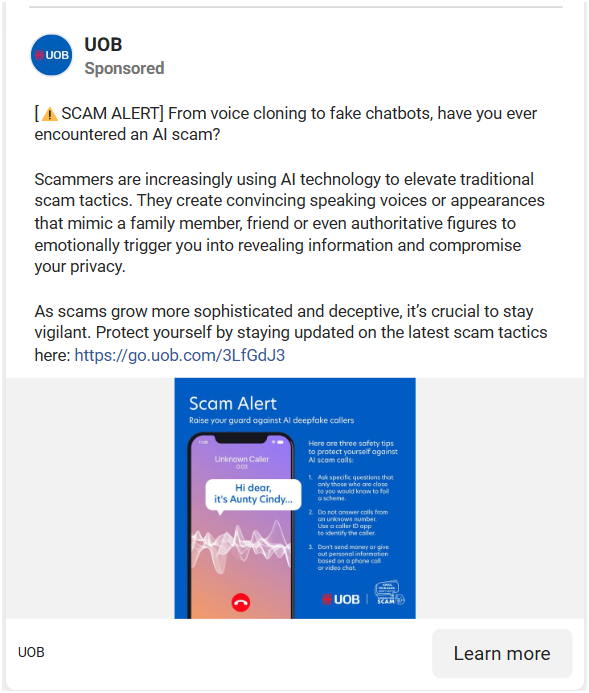 UOB
UOB
Sponsored
[⚠ SCAM ALERT] From voice cloning to fake chatbots, have you ever
encountered an AI scam?
Scammers are increasingly using AI technology to elevate traditional
scam tactics. They create convincing speaking voices or appearances
that mimic a family member, friend or even authoritative figures to
emotionally trigger you into revealing information and compromise
your privacy.
As scams grow more sophisticated and deceptive, it's crucial to stay
vigilant. Protect yourself by staying updated on the latest scam tactics
here: https://go.uob.com/3LfGdJ3
Scam Alert
Raise your guard against AI deepfake callers
Unknown Caller
0:03
Hi dear,
it's Aunty Cindy...
Here are three safety tips
to protect yourself against
AI scam calls:
1. Ask specific questions that
only those who are close
to you would know to foil
a scheme.
2. Do not answer calls from
an unknown number.
Use a caller ID app
to identify the caller.
3. Don't send money or give
out personal information
based on a phone call
or video chat.
UOB
SCAM
UOB
Learn more